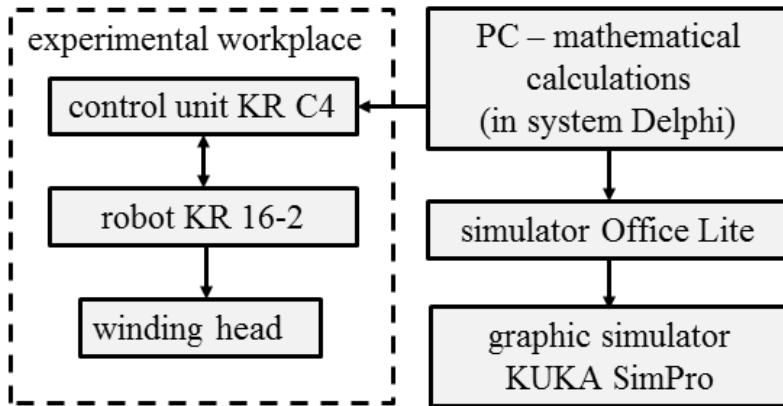 experimental workplace
control unit KR C4
robot KR 16-2
winding head
PC – mathematical
calculations
(in system Delphi)
simulator Office Lite
graphic simulator
KUKA SimPro